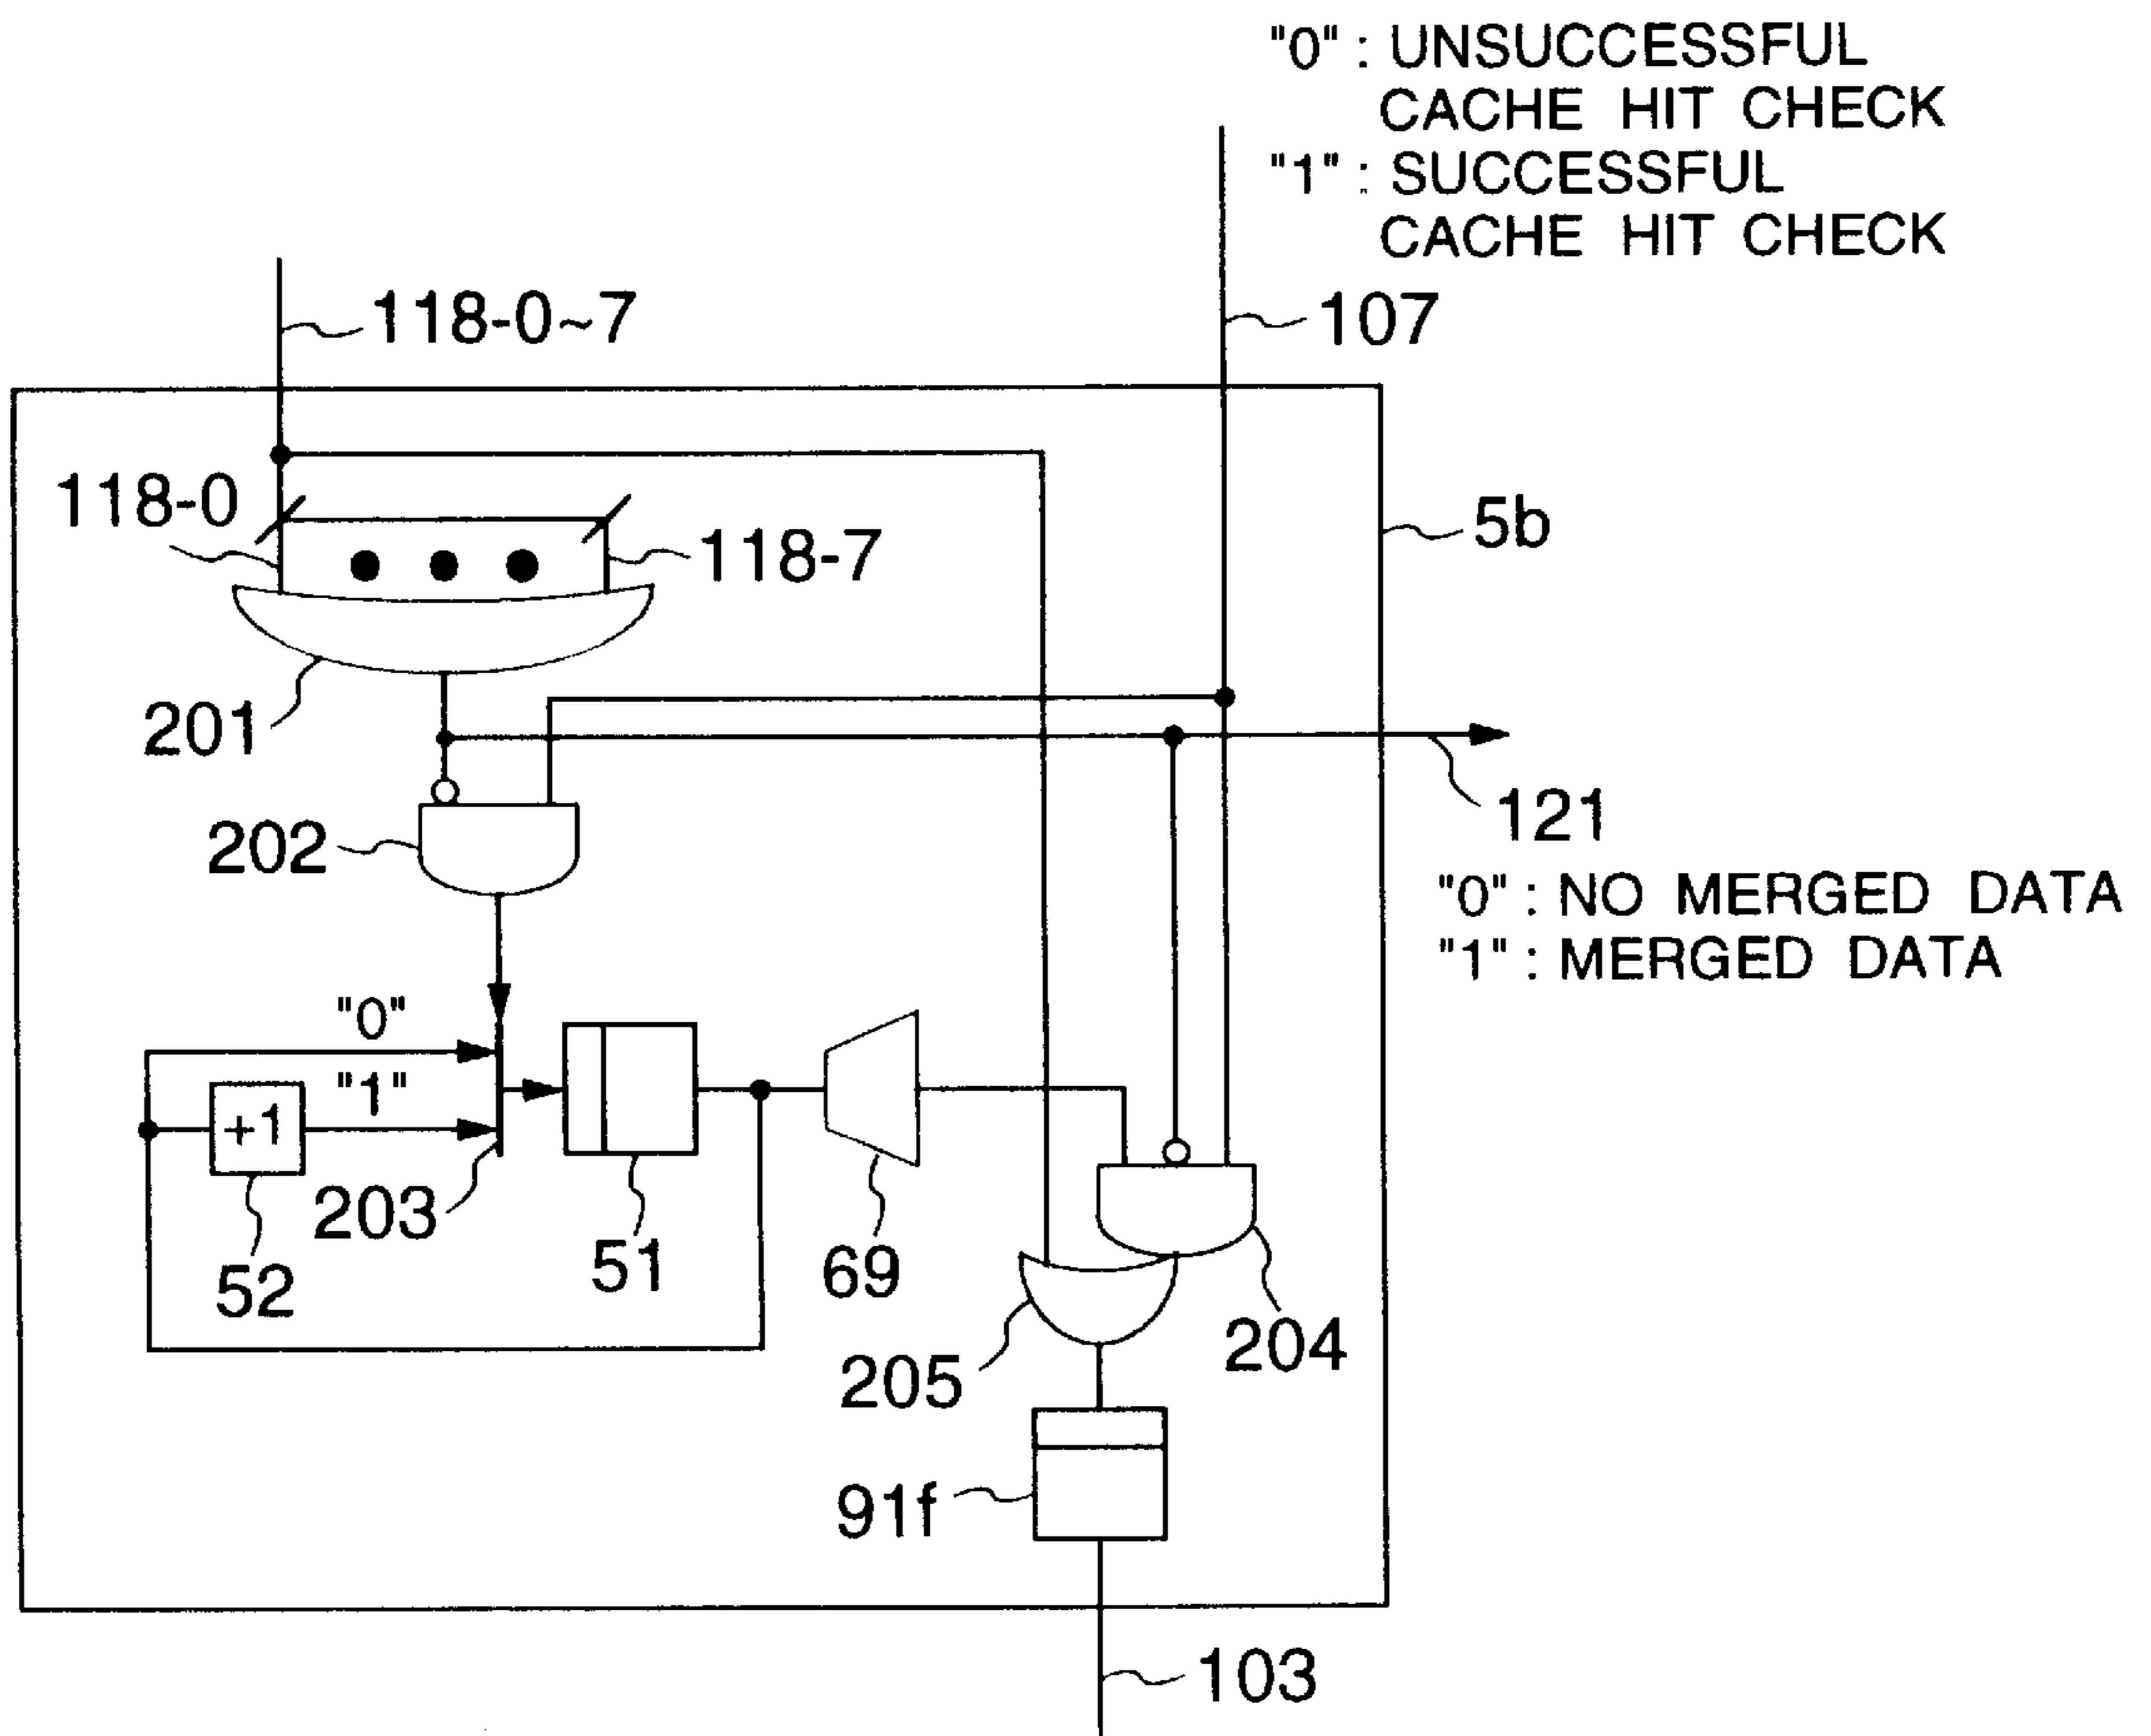 "0" : UNSUCCESSFUL
CACHE HIT CHECK
"1" : SUCCESSFUL
CACHE HIT CHECK
118-0~7
107
118-0
118-7
5b
201
121
202
"0" : NO MERGED DATA
"1" : MERGED DATA
"0"
"1"
+1
203
52
51
69
204
205
91f
103